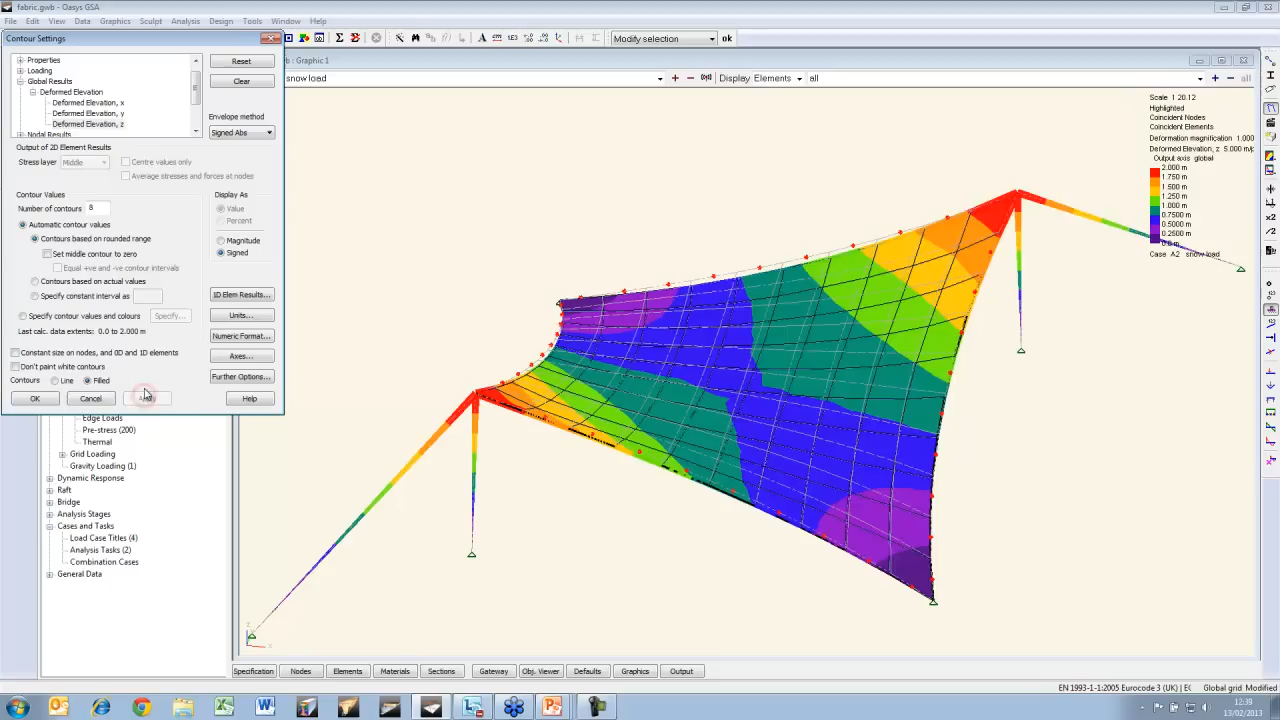 fabric.gwb - Oasys GSA
File Edit View Data Graphics Sculpt Analysis Design Tools Window Help
Modify selection ok
Contour Settings
Properties
Loading
Global Results
Deformed Elevation
Deformed Elevation, x
Deformed Elevation, y
Deformed Elevation, z
Nodal Results
Reset
Clear
Envelope method
Signed Abs
Output of 2D Element Results
Stress layer Middle Centre values only
Average stresses and forces at nodes
Contour Values
Number of contours 8
Automatic contour values
Contours based on rounded range
Set middle contour to zero
Equal +ve and -ve contour intervals
Contours based on actual values
Specify constant interval as
Specify contour values and colours Specify...
Last calc. data extents: 0.0 to 2.000 m
Constant size on nodes, and 0D and 1D elements
Don't paint white contours
Contours Line Filled
Display As
Value
Percent
Magnitude
Signed
1D Elem Results...
Units...
Numeric Format...
Axes...
Further Options...
OK Cancel Help
Edge Loads
Pre-stress (200)
Thermal
Grid Loading
Gravity Loading (1)
Dynamic Response
Raft
Bridge
Analysis Stages
Cases and Tasks
Load Case Titles (4)
Analysis Tasks (2)
Combination Cases
General Data
: Graphic 1
snow load
Display Elements all
all
Scale 1:20.12
Highlighted
Coincident Nodes
Coincident Elements
Deformation magnification 1.000
Deformed Elevation, z 5.000 m/p
Output axis global
2.000 m
1.750 m
1.500 m
1.250 m
1.000 m
0.7500 m
0.5000 m
0.2500 m
0.0 m
Case A2 snow load
z
x
Specification Nodes Elements Materials Sections Gateway Obj. Viewer Defaults Graphics Output
EN 1993-1-1:2005 Eurocode 3 (UK)
Global grid Modified
12:39
13/02/2013